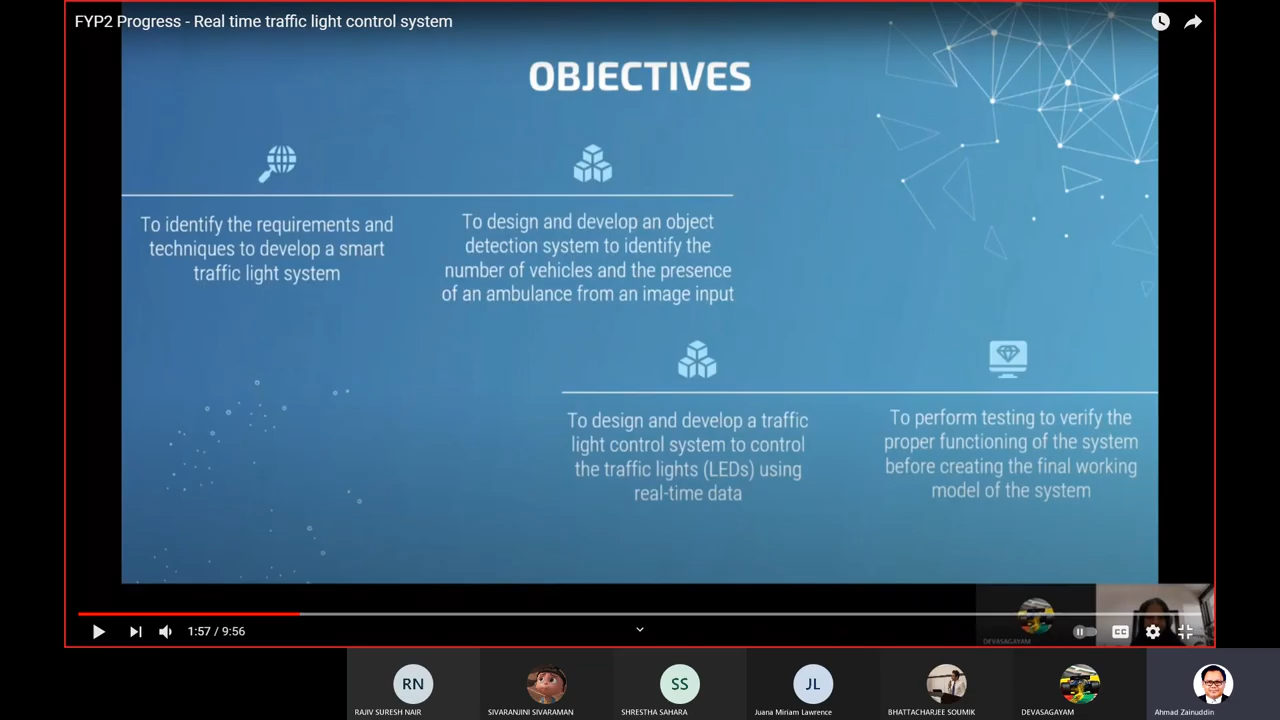 FYP2 Progress - Real time traffic light control system
OBJECTIVES
To identify the requirements and
techniques to develop a smart
traffic light system
To design and develop an object
detection system to identify the
number of vehicles and the presence
of an ambulance from an image input
To design and develop a traffic
light control system to control
the traffic lights (LEDs) using
real-time data
To perform testing to verify the
proper functioning of the system
before creating the final working
model of the system
DEVASAGAYAM
1:57 / 9:56
CC
RN
RAJIV SURESH NAIR
SIVARANJINI SIVARAMAN
SS
SHRESTHA SAHARA
JL
Juana Miriam Lawrence
BHATTACHARJEE SOUMIK
DEVASAGAYAM
Ahmad Zainuddin